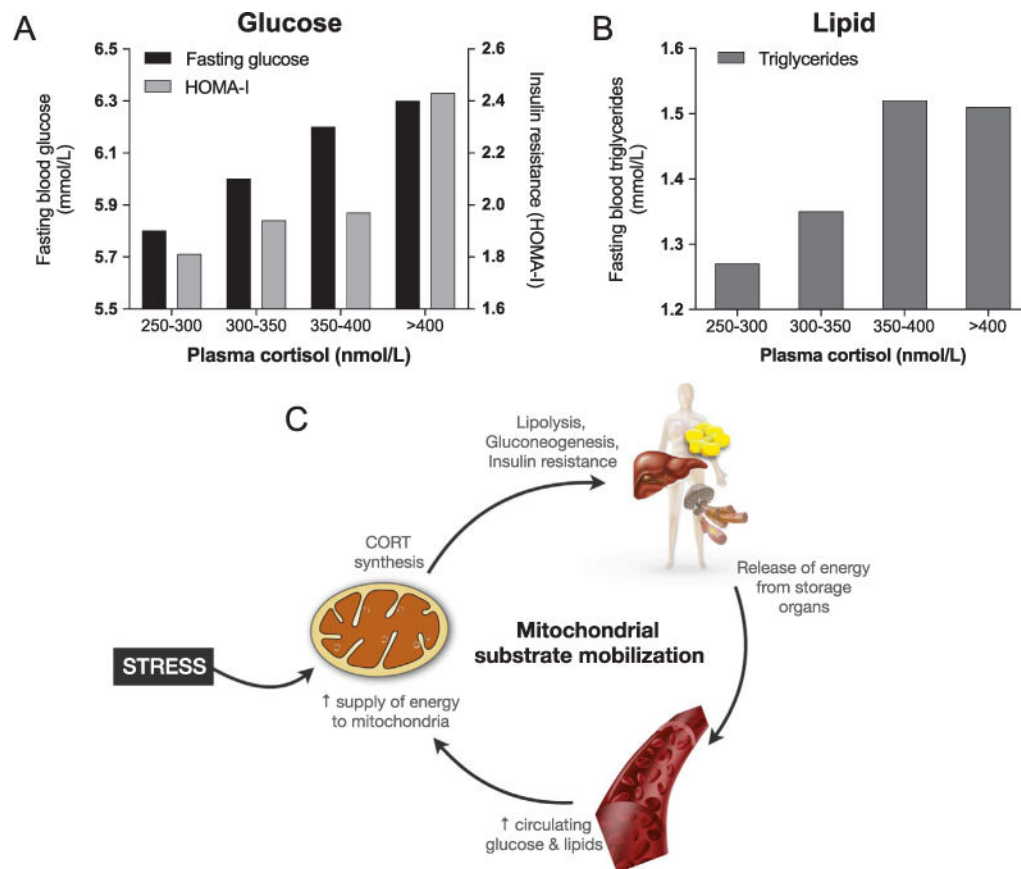 A
Glucose
Fasting glucose
HOMA-I
Fasting blood glucose
(mmol/L)
6.5
6.3
6.1
5.9
5.7
5.5
Insulin resistance (HOMA-I)
2.6
2.4
2.2
2.0
1.8
1.6
250-300
300-350
350-400
>400
Plasma cortisol (nmol/L)
B
Lipid
Triglycerides
Fasting blood triglycerides
(mmol/L)
1.6
1.5
1.4
1.3
1.2
250-300
300-350
350-400
>400
Plasma cortisol (nmol/L)
C
Lipolysis,
Gluconeogenesis,
Insulin resistance
CORT
synthesis
Release of energy
from storage
organs
Mitochondrial
substrate mobilization
STRESS
↑ supply of energy
to mitochondria
↑ circulating
glucose & lipids